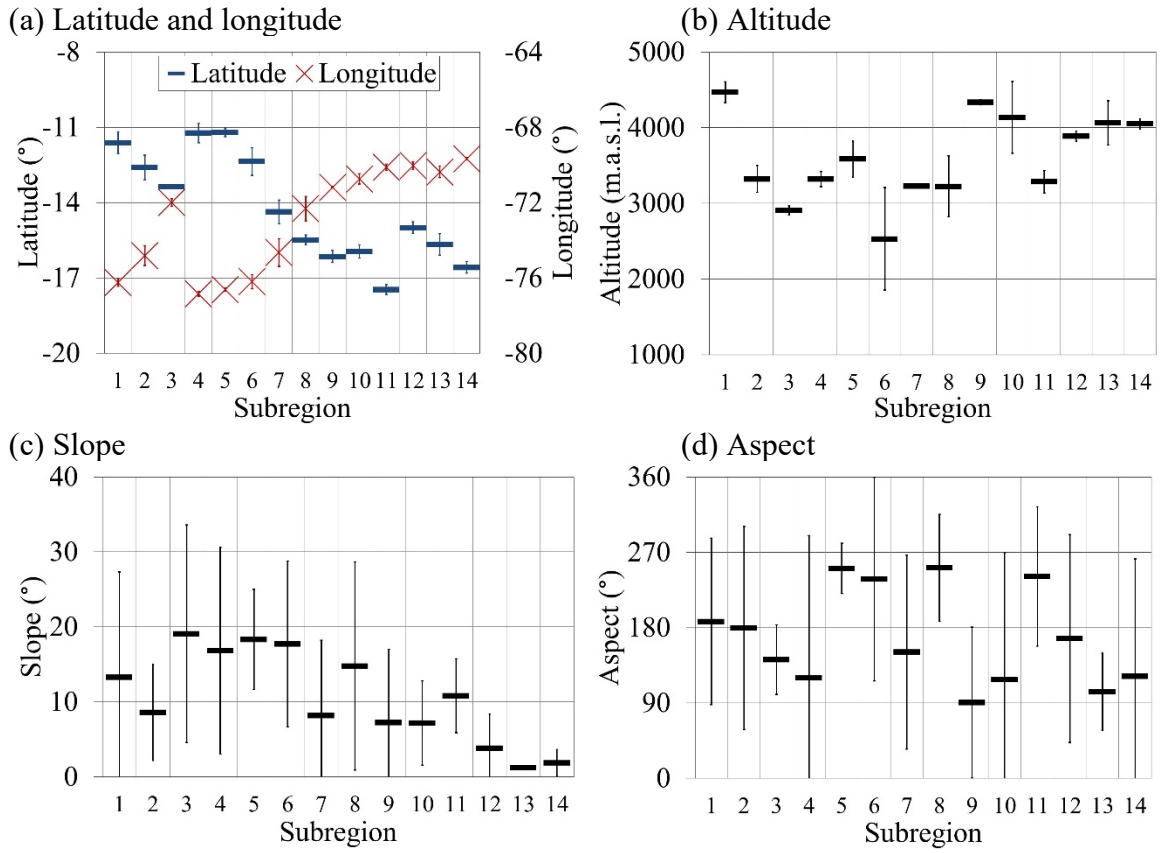 (a) Latitude and longitude
-8
-11
-14
-17
-20
Latitude (°)
Latitude Longitude
-64
-68
-72
-76
-80
Longitude (°)
1 2 3 4 5 6 7 8 9 10 11 12 13 14
Subregion
(b) Altitude
5000
4000
3000
2000
1000
Altitude (m.a.s.l.)
1 2 3 4 5 6 7 8 9 10 11 12 13 14
Subregion
(c) Slope
40
30
20
10
0
Slope (°)
1 2 3 4 5 6 7 8 9 10 11 12 13 14
Subregion
(d) Aspect
360
270
180
90
0
Aspect (°)
1 2 3 4 5 6 7 8 9 10 11 12 13 14
Subregion